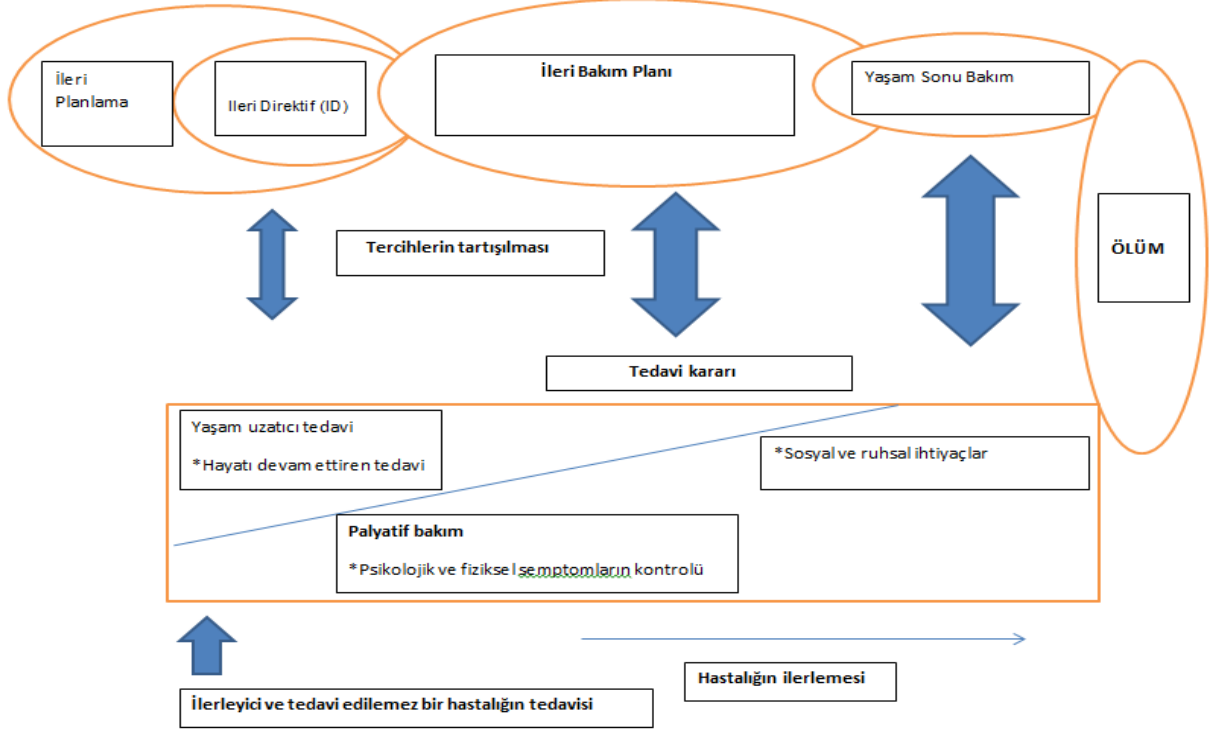 İleri
Planlama
Ileri Direktif (ID)
İleri Bakım Planı
Yaşam Sonu Bakım
ÖLÜM
Tercihlerin tartışılması
Tedavi kararı
Yaşam uzatıcı tedavi
*Hayatı devam ettiren tedavi
*Sosyal ve ruhsal ihtiyaçlar
Palyatif bakım
*Psikolojik ve fiziksel semptomların kontrolü
Hastalığın ilerlemesi
İlerleyici ve tedavi edilemez bir hastalığın tedavisi